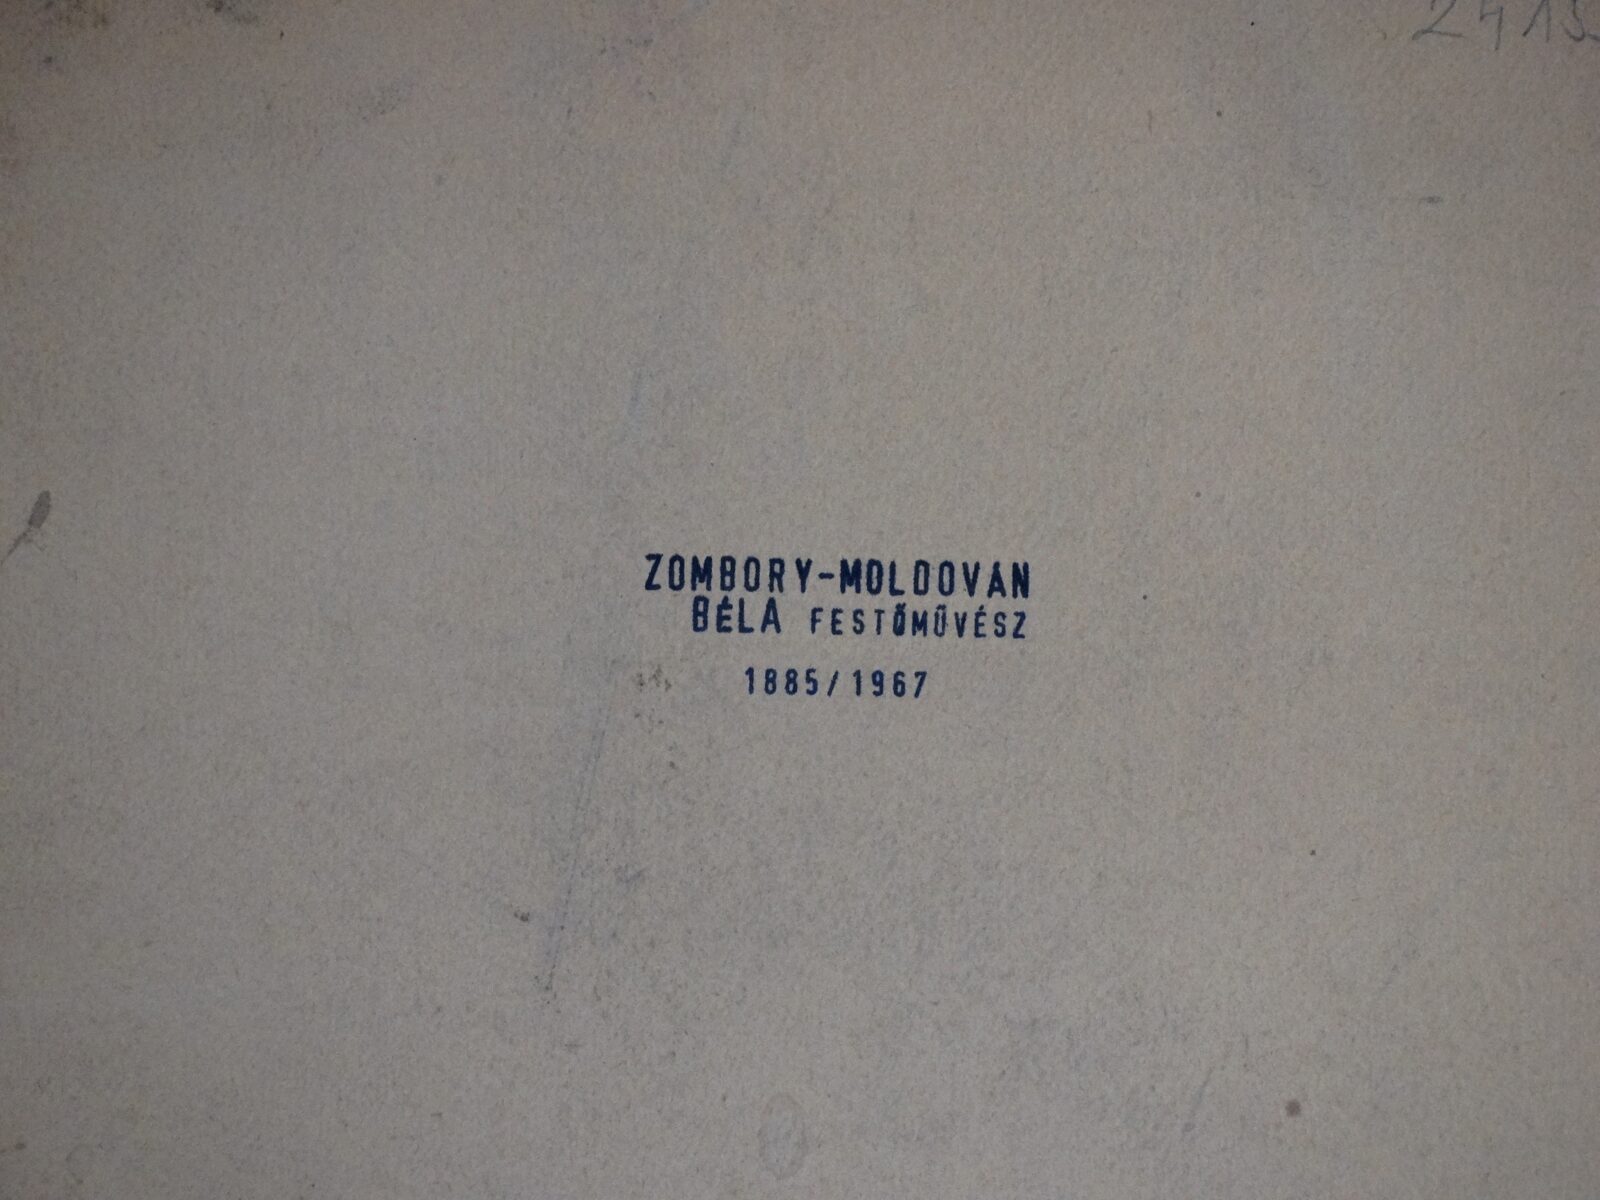 ZOMBORY-MOLDOVAN
BÉLA FESTŐMŰVÉSZ
1885/1967